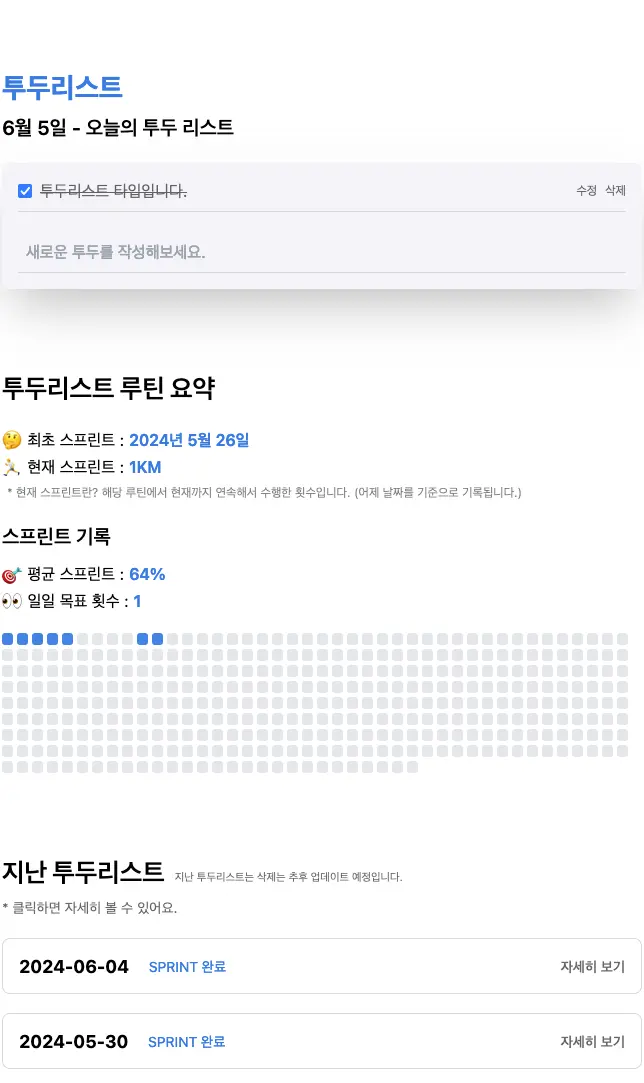 투두리스트
6월 5일 - 오늘의 투두 리스트
투두리스트 타입입니다.
수정 삭제
새로운 투두를 작성해보세요.
투두리스트 루틴 요약
최초 스프린트 : 2024년 5월 26일
현재 스프린트 : 1KM
* 현재 스프린트란? 해당 루틴에서 현재까지 연속해서 수행한 횟수입니다. (어제 날짜를 기준으로 기록됩니다.)
스프린트 기록
평균 스프린트 : 64%
일일 목표 횟수 : 1
지난 투두리스트 지난 투두리스트는 삭제는 추후 업데이트 예정입니다.
* 클릭하면 자세히 볼 수 있어요.
2024-06-04 SPRINT 완료 자세히 보기
2024-05-30 SPRINT 완료 자세히 보기